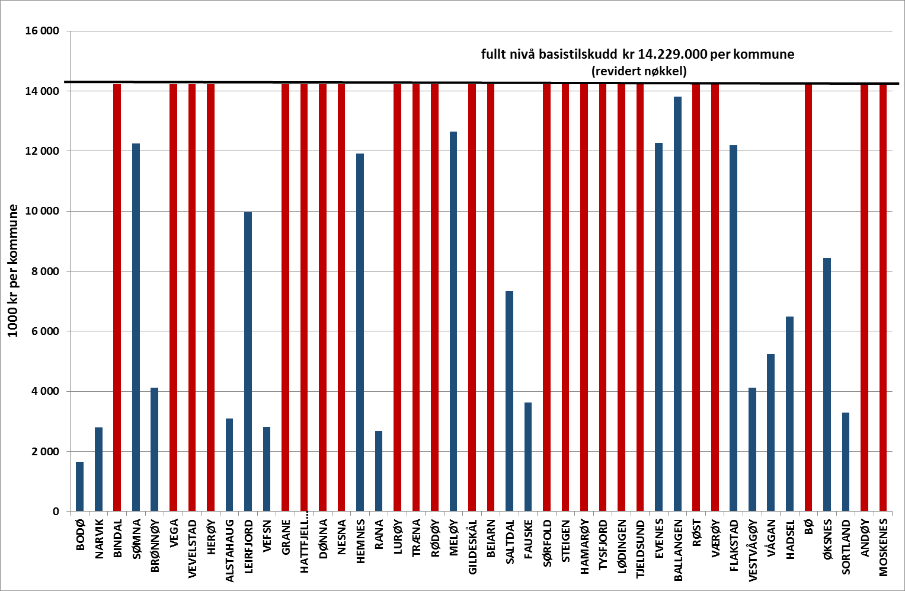 fullt nivå basistilskudd kr 14.229.000 per kommune
(revidert nøkkel)
1000 kr per kommune
16 000
14 000
12 000
10 000
8 000
6 000
4 000
2 000
0
BODØ
NARVIK
BINDAL
SØMNA
BRØNNØY
VEGA
VEVELSTAD
HERØY
ALSTAHAUG
LEIRFJORD
VEFSN
GRANE
HATTFJELL...
DØNNA
NESNA
HEMNES
RANA
LURØY
TRÆNA
RØDØY
MELØY
GILDESKÅL
BEIARN
SALTDAL
FAUSKE
SØRFOLD
STEIGEN
HAMARØY
TYSFJORD
LØDINGEN
TJELDSUND
EVENES
BALLANGEN
RØST
VÆRØY
FLAKSTAD
VESTVÅGØY
VÅGAN
HADSEL
BØ
ØKSNES
SORTLAND
ANDØY
MOSKENES